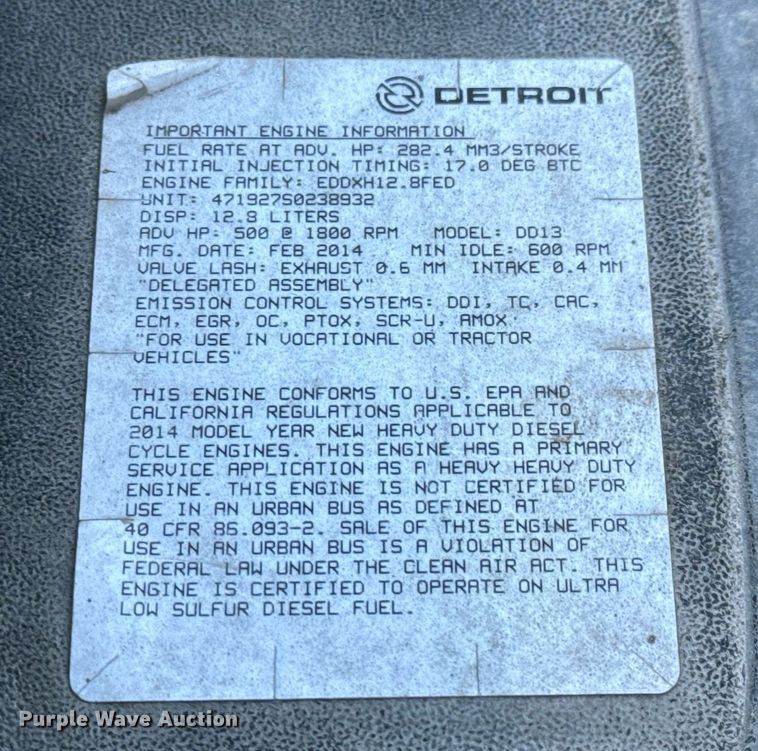 DETROIT
IMPORTANT ENGINE INFORMATION
FUEL RATE AT ADV. HP: 282.4 MM3/STROKE
INITIAL INJECTION TIMING: 17.0 DEG BTC
ENGINE FAMILY: EDDXH12.8FED
UNIT: 471927S0238932
DISP: 12.8 LITERS
ADV HP: 500 @ 1800 RPM MODEL: DD13
MFG. DATE: FEB 2014 MIN IDLE: 600 RPM
VALVE LASH: EXHAUST 0.6 MM INTAKE 0.4 MM
"DELEGATED ASSEMBLY"
EMISSION CONTROL SYSTEMS: DDI, TC, CAC,
ECM, EGR, OC, PTOX, SCR-U, AMOX
"FOR USE IN VOCATIONAL OR TRACTOR
VEHICLES"
THIS ENGINE CONFORMS TO U.S. EPA AND
CALIFORNIA REGULATIONS APPLICABLE TO
2014 MODEL YEAR NEW HEAVY DUTY DIESEL
CYCLE ENGINES. THIS ENGINE HAS A PRIMARY
SERVICE APPLICATION AS A HEAVY HEAVY DUTY
ENGINE. THIS ENGINE IS NOT CERTIFIED FOR
USE IN AN URBAN BUS AS DEFINED AT
40 CFR 86.093-2. SALE OF THIS ENGINE FOR
USE IN AN URBAN BUS IS A VIOLATION OF
FEDERAL LAW UNDER THE CLEAN AIR ACT. THIS
ENGINE IS CERTIFIED TO OPERATE ON ULTRA
LOW SULFUR DIESEL FUEL.
Purple Wave Auction